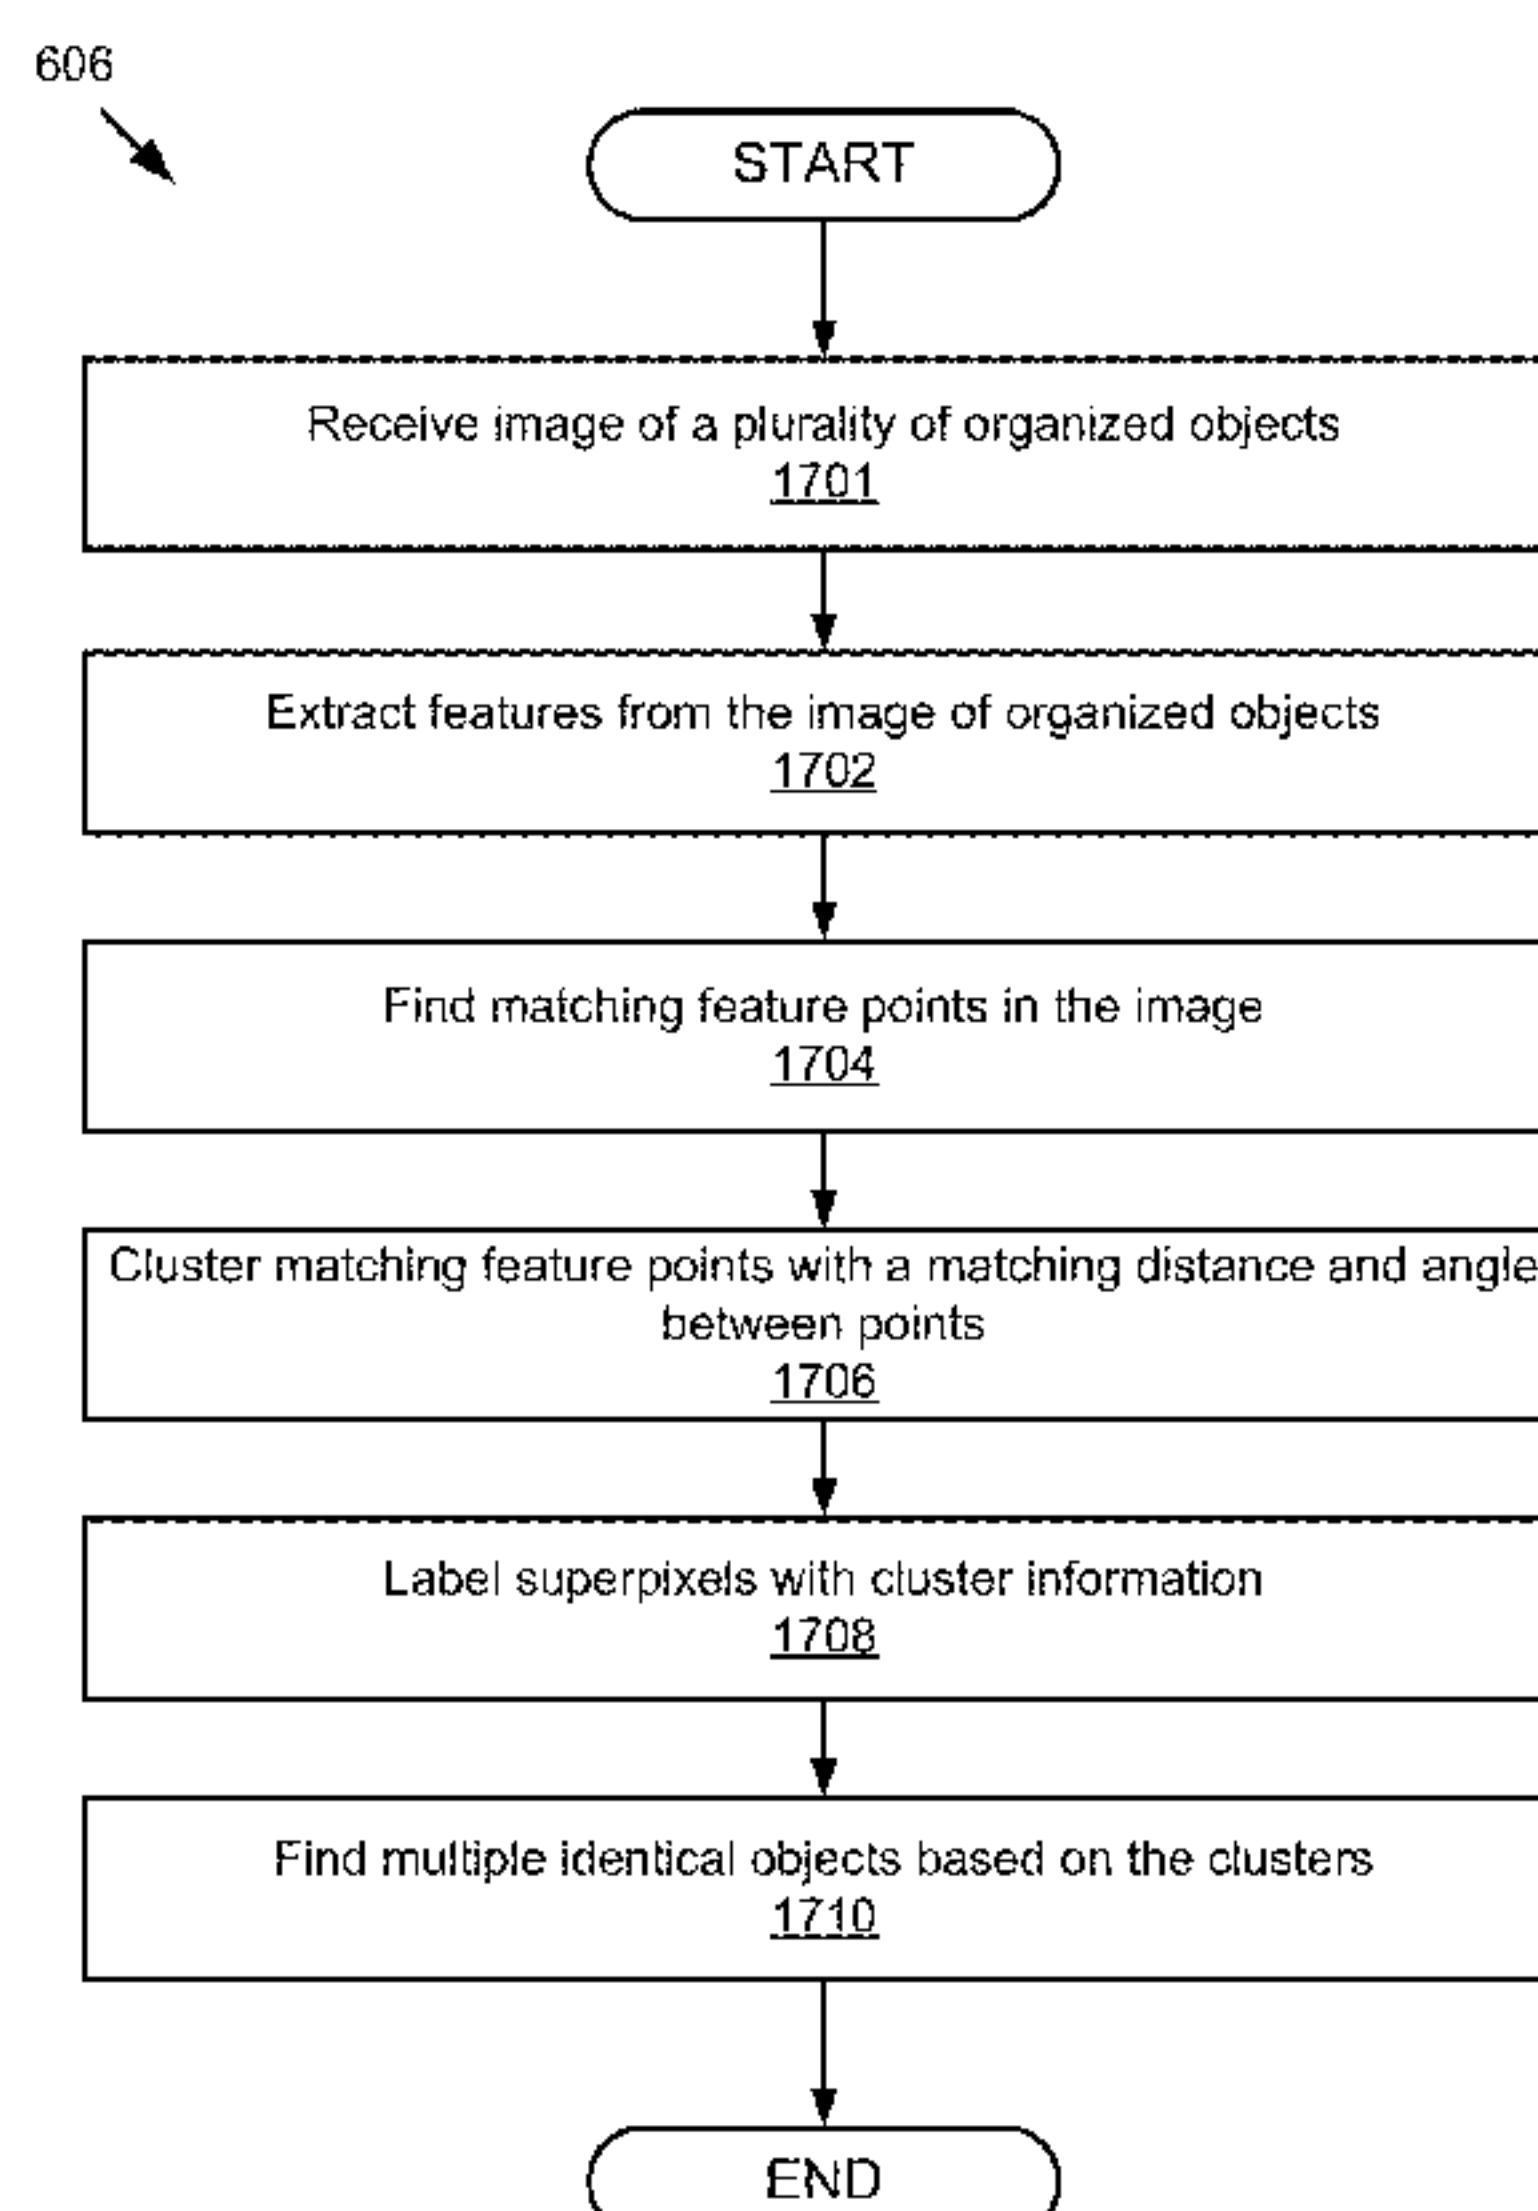 606
START
Receive image of a plurality of organized objects
1701
Extract features from the image of organized objects
1702
Find matching feature points in the image
1704
Cluster matching feature points with a matching distance and angle
between points
1706
Label superpixels with cluster information
1708
Find multiple identical objects based on the clusters
1710
END